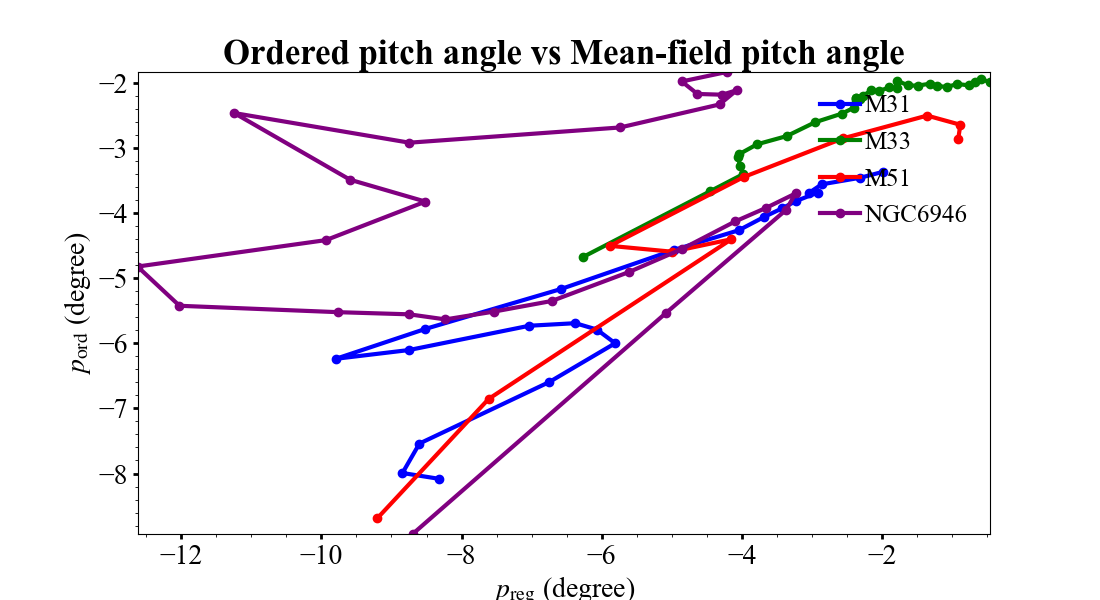 Ordered pitch angle vs Mean-field pitch angle
−2
−3
−4
−5
−6
−7
−8
p_ord (degree)
M31
M33
M51
NGC6946
−12
−10
−8
−6
−4
−2
p_reg (degree)